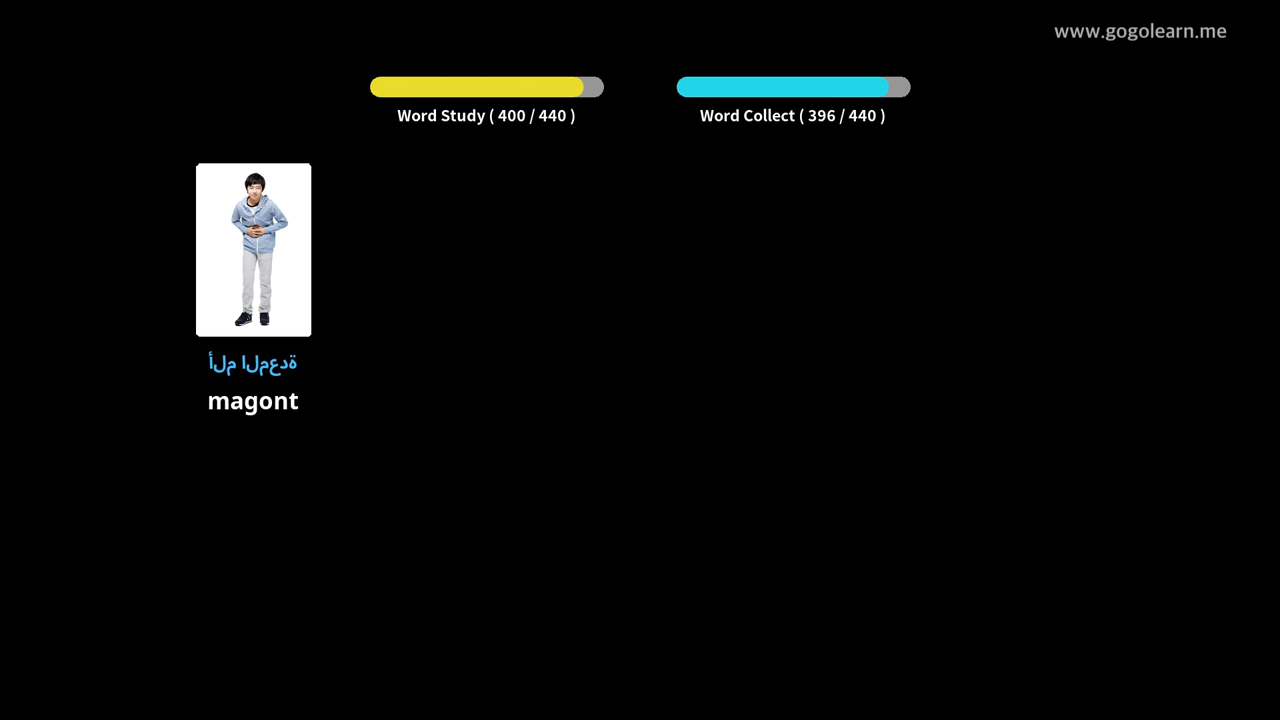 www.gogolearn.me
Word Study ( 400 / 440 )
Word Collect ( 396 / 440 )
ألم المعدة
magont